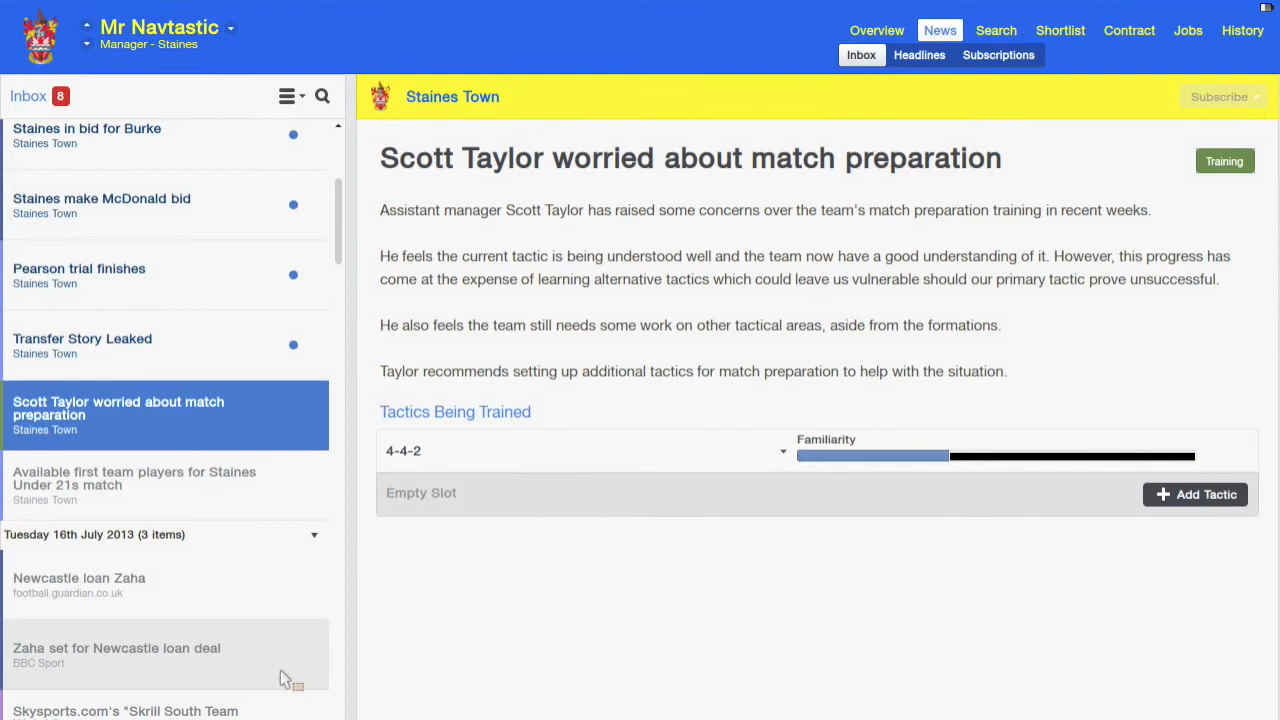 Mr Navtastic
Manager - Staines
Overview News Search Shortlist Contract Jobs History
Inbox Headlines Subscriptions
Inbox 8
Staines in bid for Burke
Staines Town
Staines make McDonald bid
Staines Town
Pearson trial finishes
Staines Town
Transfer Story Leaked
Staines Town
Scott Taylor worried about match
preparation
Staines Town
Available first team players for Staines
Under 21s match
Staines Town
Tuesday 16th July 2013 (3 items)
Newcastle loan Zaha
football.guardian.co.uk
Zaha set for Newcastle loan deal
BBC Sport
Skysports.com's "Skrill South Team
Staines Town
Subscribe
Scott Taylor worried about match preparation
Training
Assistant manager Scott Taylor has raised some concerns over the team's match preparation training in recent weeks.
He feels the current tactic is being understood well and the team now have a good understanding of it. However, this progress has
come at the expense of learning alternative tactics which could leave us vulnerable should our primary tactic prove unsuccessful.
He also feels the team still needs some work on other tactical areas, aside from the formations.
Taylor recommends setting up additional tactics for match preparation to help with the situation.
Tactics Being Trained
4-4-2
Familiarity
Empty Slot
Add Tactic